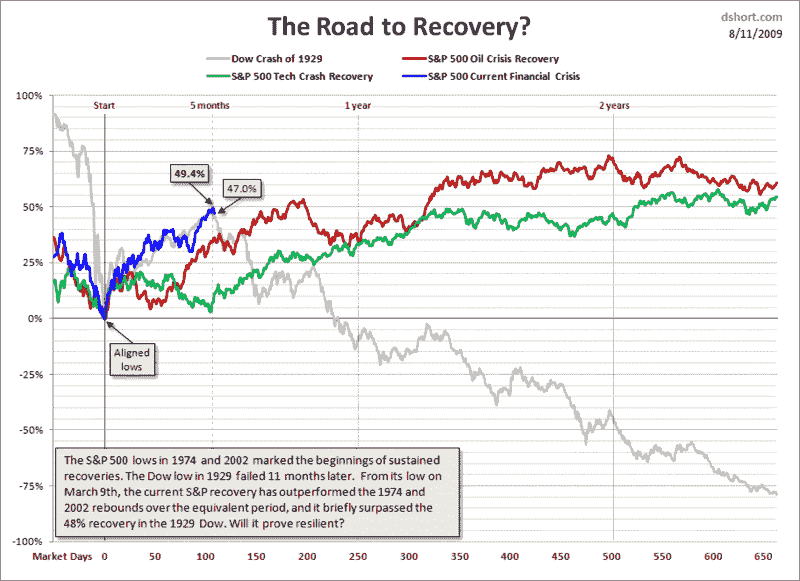 The Road to Recovery?
dshort.com
8/11/2009
Dow Crash of 1929
S&P 500 Oil Crisis Recovery
S&P 500 Tech Crash Recovery
S&P 500 Current Financial Crisis
100%
Start
5 months
1 year
2 years
75%
49.4%
47.0%
50%
25%
0%
Aligned
lows
-25%
-50%
The S&P 500 lows in 1974 and 2002 marked the beginnings of sustained
recoveries. The Dow low in 1929 failed 11 months later.  From its low on
March 9th, the current S&P recovery has outperformed the 1974 and
2002 rebounds over the equivalent period, and it briefly surpassed the
48% recovery in the 1929 Dow. Will it prove resilient?
-75%
-100%
Market Days 0 50 100 150 200 250 300 350 400 450 500 550 600 650